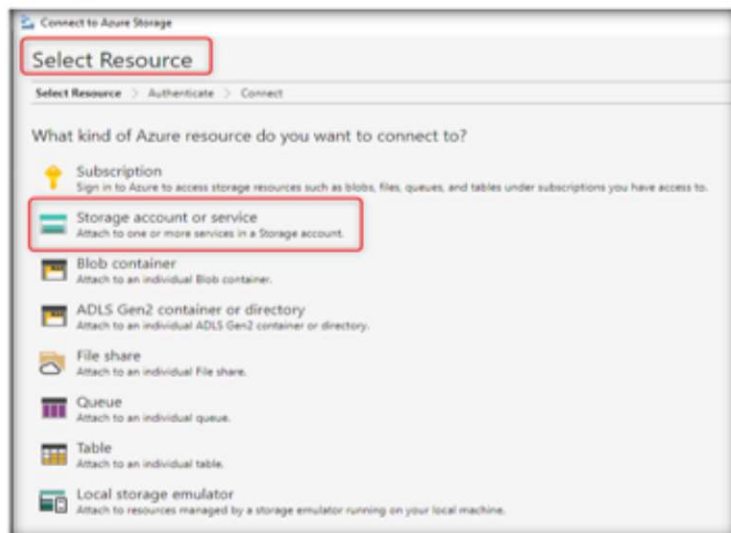 Connect to Azure Storage
Select Resource
Select Resource > Authenticate > Connect
What kind of Azure resource do you want to connect to?
Subscription
Sign in to Azure to access storage resources such as blobs, files, queues, and tables under subscriptions you have access to.
Storage account or service
Attach to one or more services in a Storage account.
Blob container
Attach to an individual Blob container.
ADLS Gen2 container or directory
Attach to an individual ADLS Gen2 container or directory.
File share
Attach to an individual File share.
Queue
Attach to an individual queue.
Table
Attach to an individual table.
Local storage emulator
Attach to resources managed by a storage emulator running on your local machine.